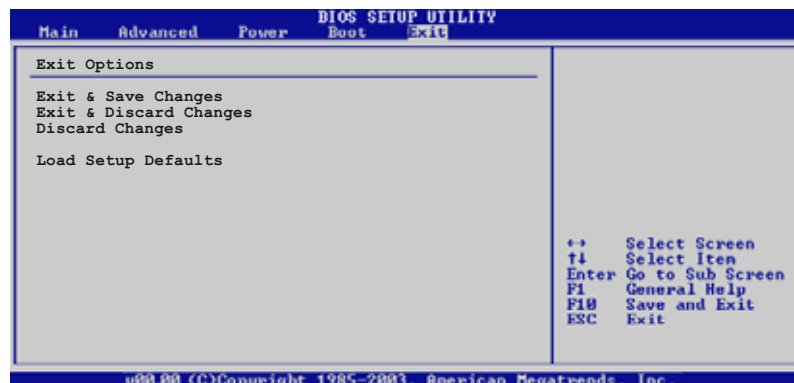 BIOS SETUP UTILITY
Main Advanced Power Boot Exit
Exit Options
Exit & Save Changes
Exit & Discard Changes
Discard Changes
Load Setup Defaults
↔ Select Screen
↑↓ Select Item
Enter Go to Sub Screen
F1 General Help
F10 Save and Exit
ESC Exit
v00.00 (C)Copyright 1985-2003, American Megatrends, Inc.